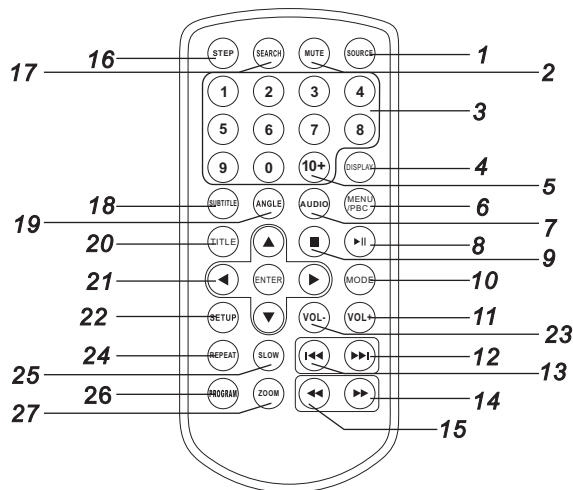 16 STEP SEARCH MUTE SOURCE 1
17 2
1 2 3 4 3
5 6 7 8
9 0 10+ DISPLAY 4
5
18 SUBTITLE ANGLE AUDIO MENU /PBC 6
19 7
20 TITLE 8
9
21 ENTER MODE 10
22 SETUP VOL- VOL+ 11
23
24 REPEAT SLOW 12
25 13
26 PROGRAM ZOOM 14
27 15